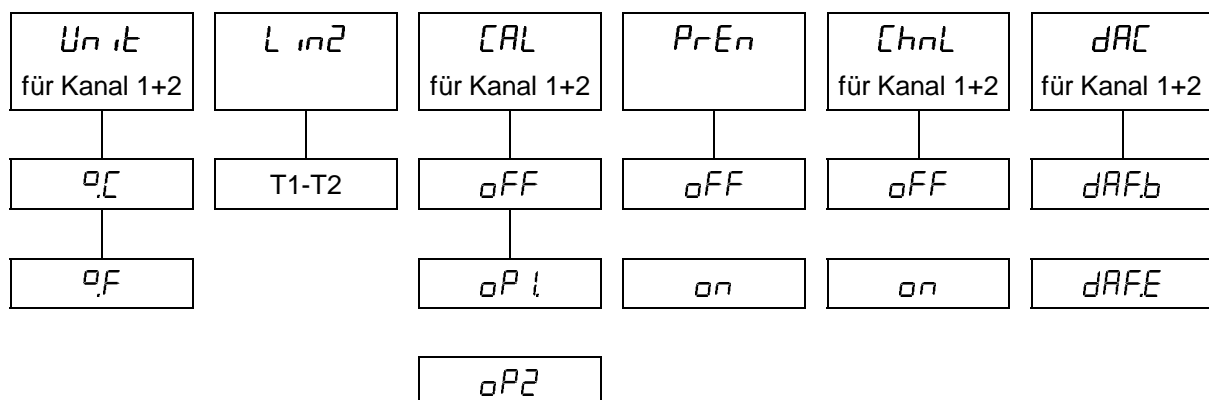 Unit Lin2 CAL PrEn ChnL dAC
für Kanal 1+2 für Kanal 1+2 für Kanal 1+2 für Kanal 1+2
°.C T1-T2 oFF oFF oFF dAF.b
°.F oP1. on on dAF.E
oP2